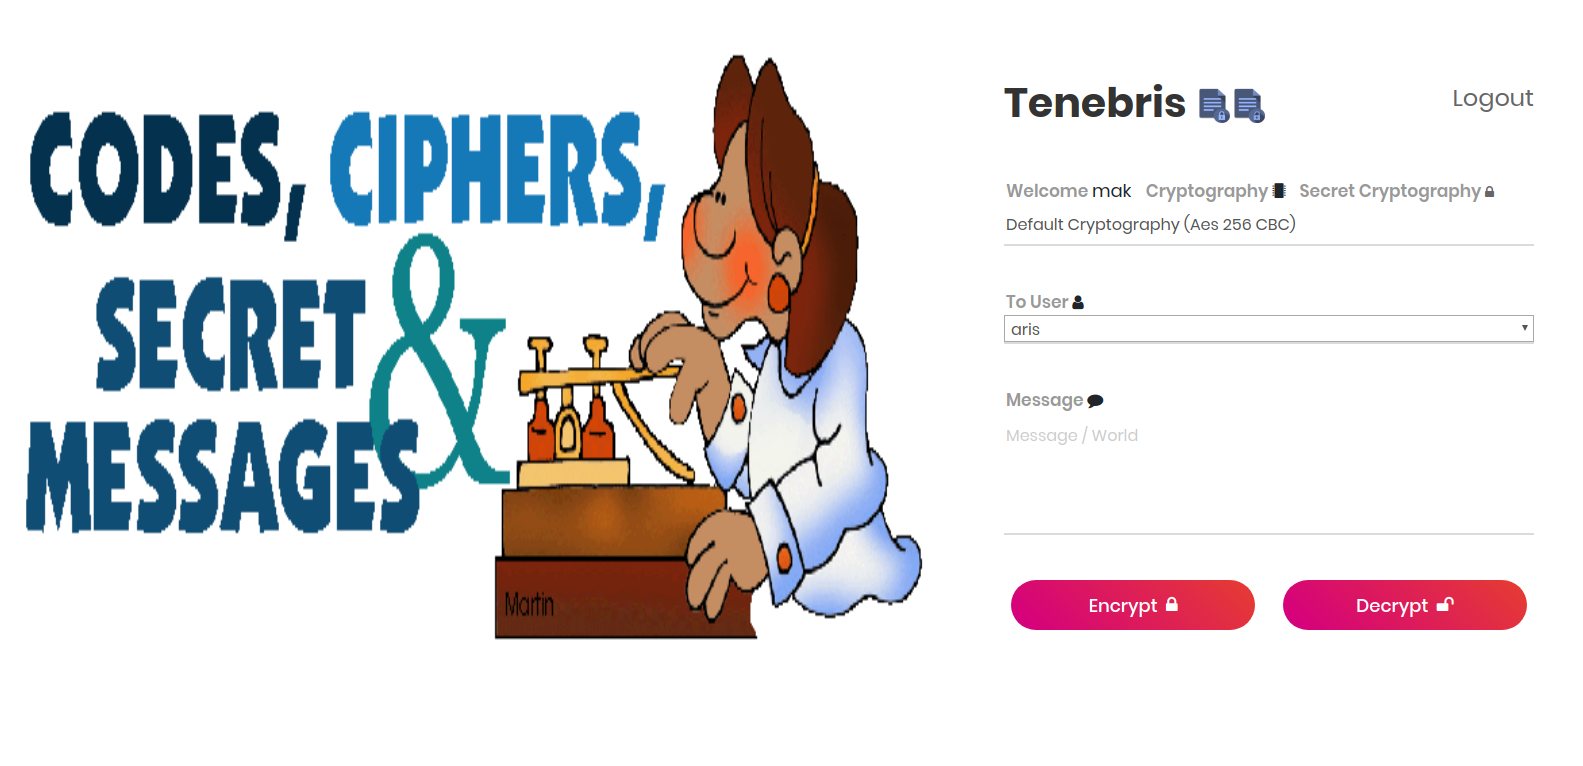 CODES, CIPHERS,
SECRET
&
MESSAGES
Martin
Tenebris
Logout
Welcome mak Cryptography Secret Cryptography
Default Cryptography (Aes 256 CBC)
To User
aris
Message
Message / World
Encrypt
Decrypt